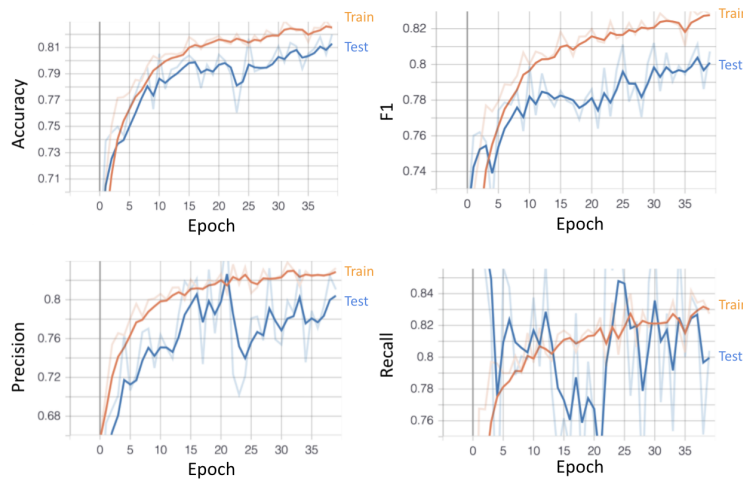 Train
Test
Accuracy
0.81
0.79
0.77
0.75
0.73
0.71
0 5 10 15 20 25 30 35
Epoch
Train
Test
F1
0.82
0.8
0.78
0.76
0.74
0 5 10 15 20 25 30 35
Epoch
Train
Test
Precision
0.8
0.76
0.72
0.68
0 5 10 15 20 25 30 35
Epoch
Train
Test
Recall
0.84
0.82
0.8
0.78
0.76
0 5 10 15 20 25 30 35
Epoch